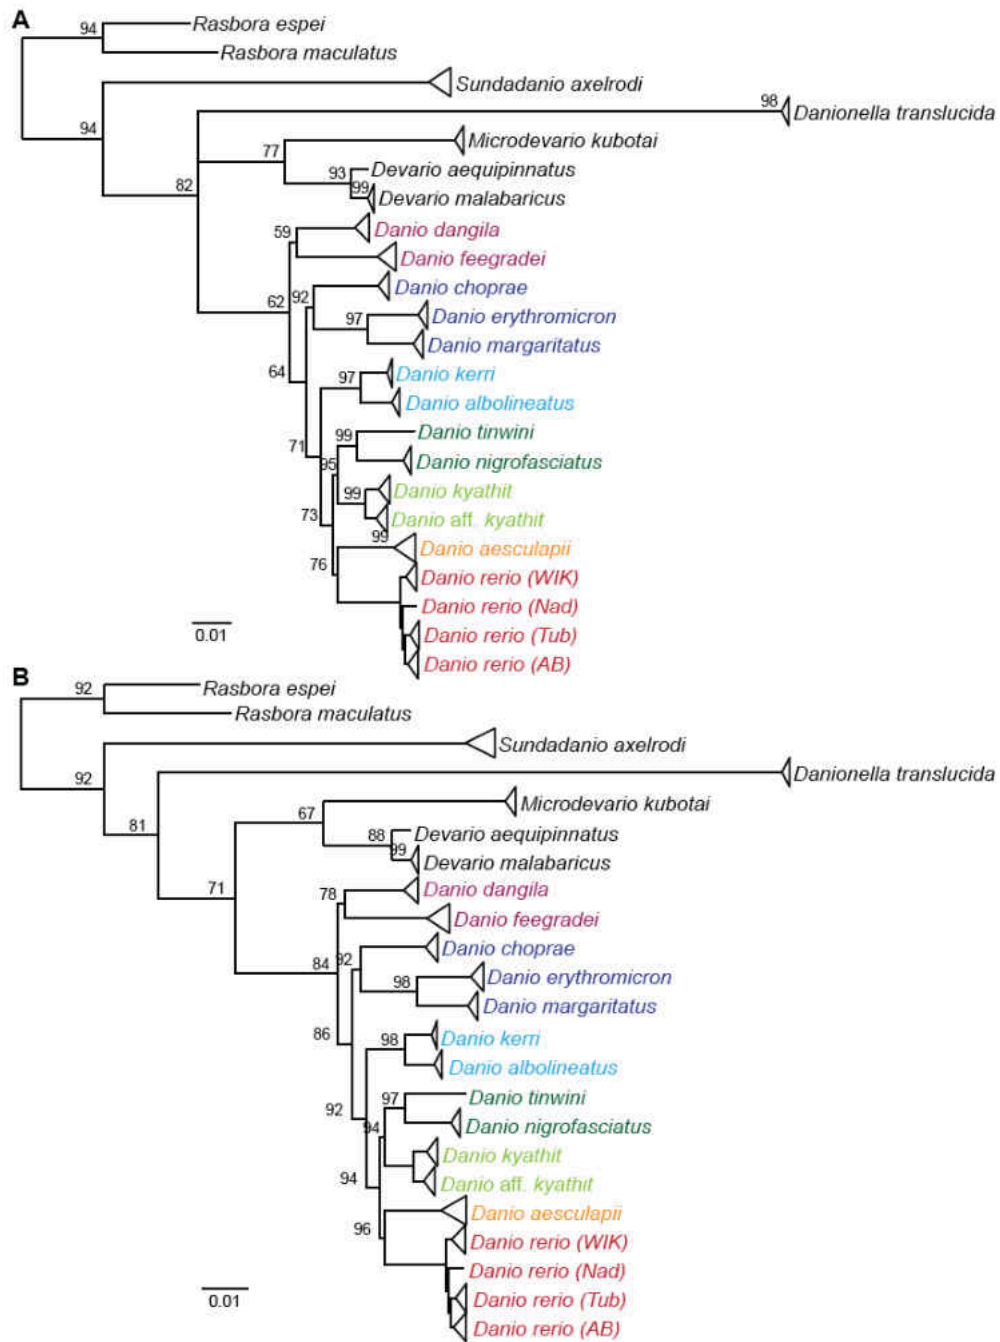 A
94
Rasbora espei
Rasbora maculatus
Sundadanio axelrodi
94
98
Danionella translucida
77
Microdevario kubotai
93
Devario aequipinnatus
99
Devario malabaricus
82
59
Danio dangila
Danio feegradei
62
92
Danio choprae
97
Danio erythromicron
Danio margaritatus
64
97
Danio kerri
Danio albolineatus
71
99
Danio tinwini
95
Danio nigrofasciatus
99
Danio kyathit
73
Danio aff. kyathit
99
76
Danio aesculapii
Danio rerio (WIK)
Danio rerio (Nad)
Danio rerio (Tub)
Danio rerio (AB)
0.01
B
92
Rasbora espei
Rasbora maculatus
Sundadanio axelrodi
92
Danionella translucida
81
67
Microdevario kubotai
88
Devario aequipinnatus
99
Devario malabaricus
71
78
Danio dangila
Danio feegradei
84
92
Danio choprae
98
Danio erythromicron
Danio margaritatus
86
98
Danio kerri
Danio albolineatus
92
97
Danio tinwini
94
Danio nigrofasciatus
Danio kyathit
94
Danio aff. kyathit
96
Danio aesculapii
Danio rerio (WIK)
Danio rerio (Nad)
Danio rerio (Tub)
Danio rerio (AB)
0.01